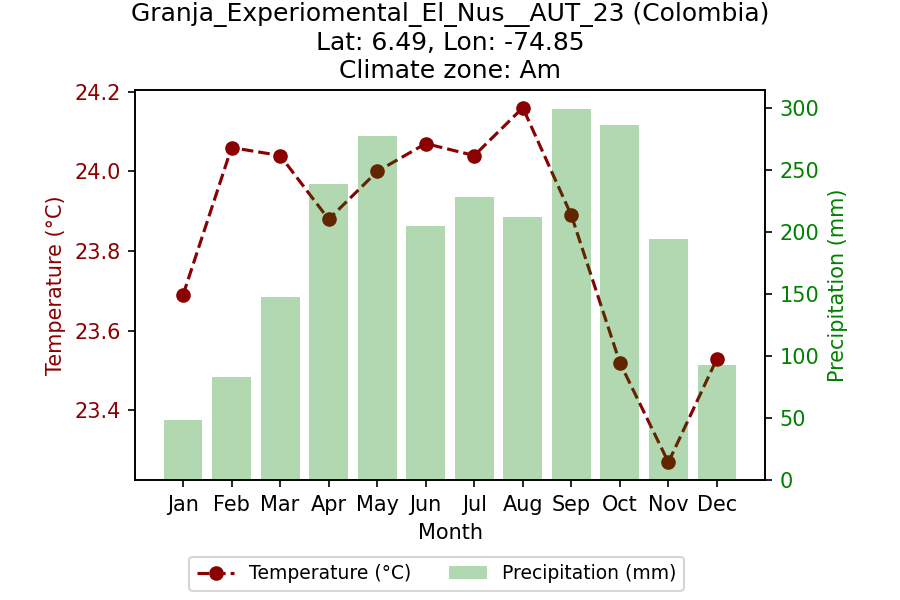 Granja_Experiomental_El_Nus__AUT_23 (Colombia)
Lat: 6.49, Lon: -74.85
Climate zone: Am
24.2
24.0
23.8
23.6
23.4
Temperature (°C)
300
250
200
150
100
50
0
Precipitation (mm)
Jan Feb Mar Apr May Jun Jul Aug Sep Oct Nov Dec
Month
Temperature (°C) Precipitation (mm)